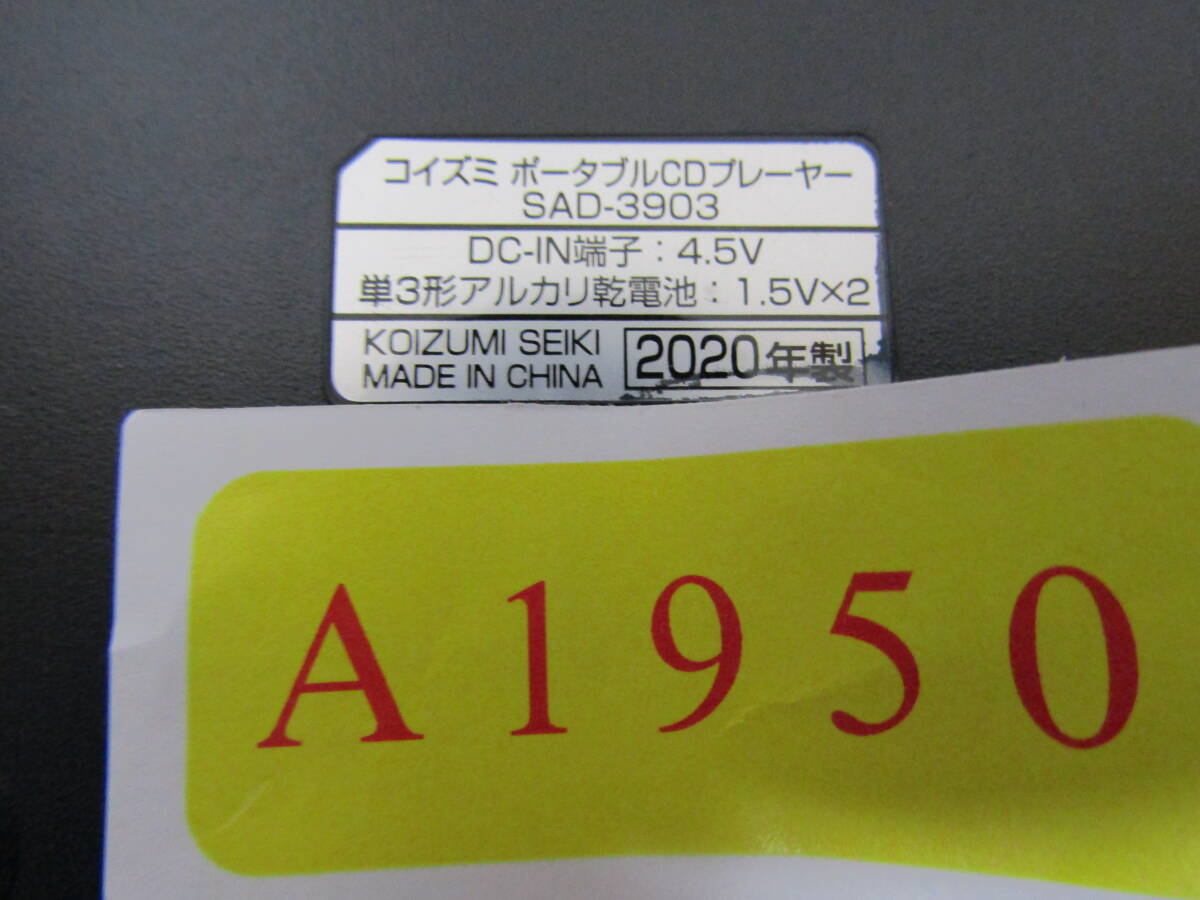 コイズミ ポータブルCDプレーヤー
SAD-3903
DC-IN端子：4.5V
単3形アルカリ乾電池：1.5V×2
KOIZUMI SEIKI
MADE IN CHINA
2020年製
A1950